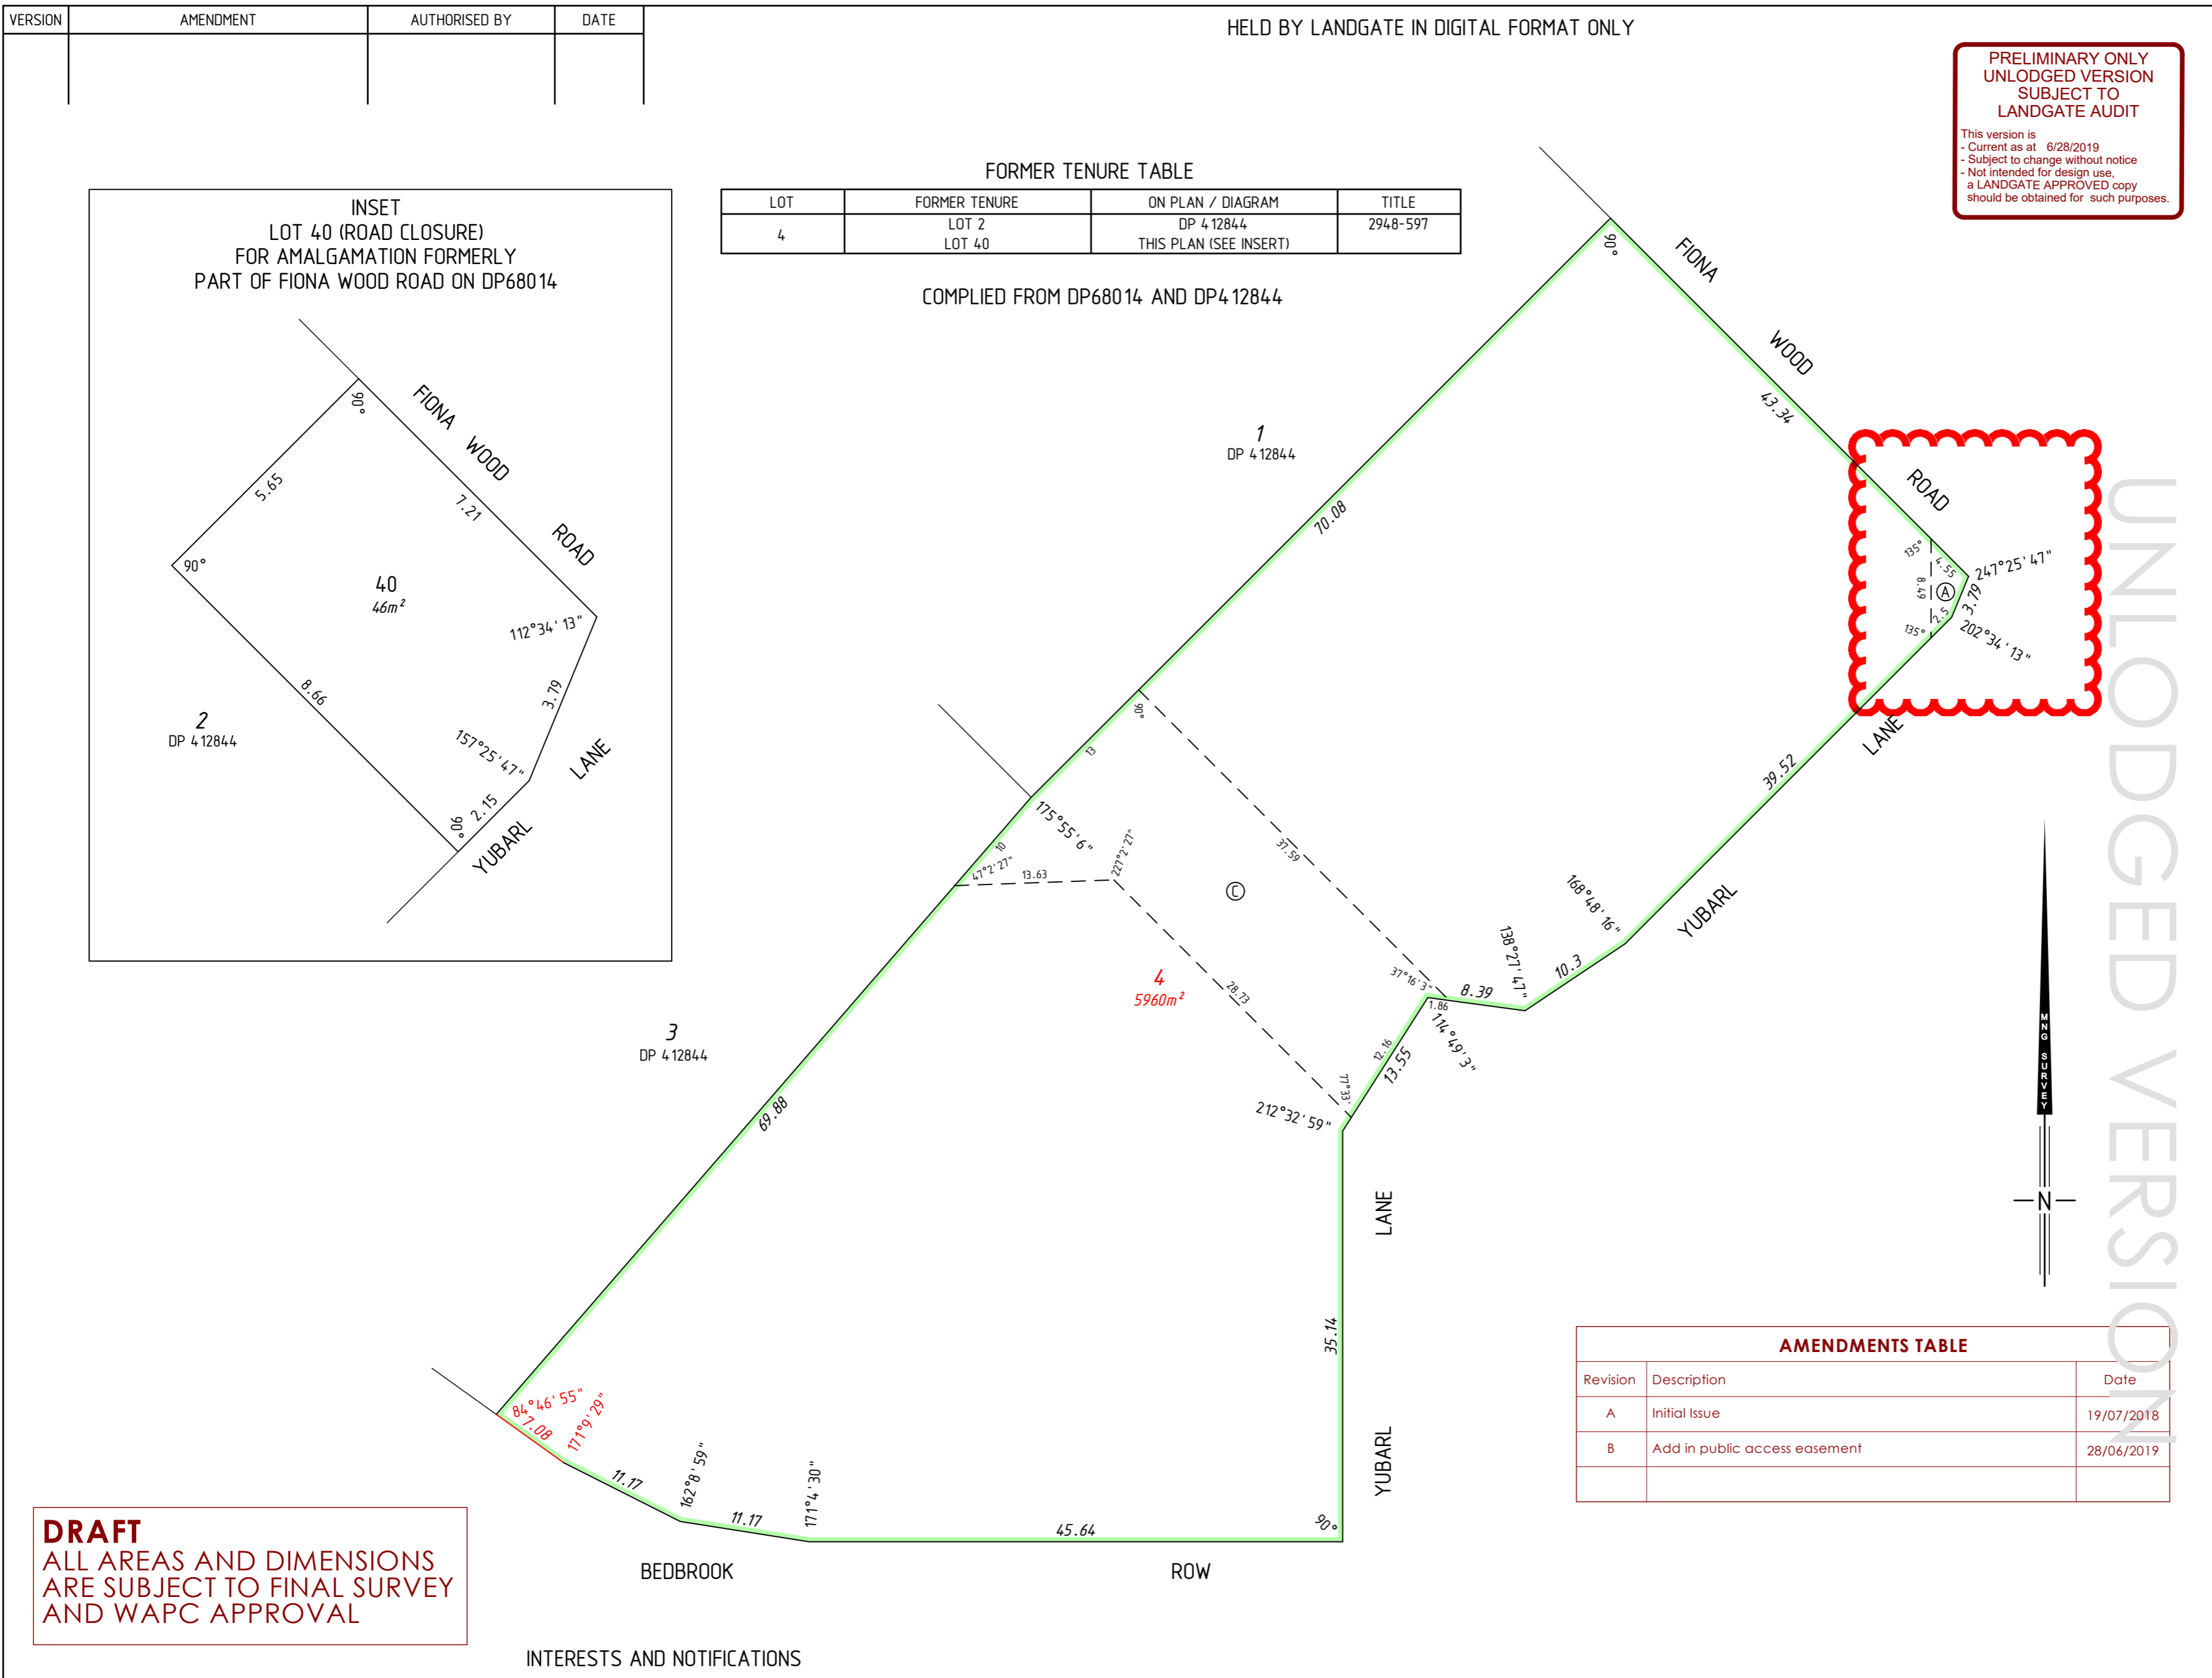 VERSION AMENDMENT AUTHORISED BY DATE
HELD BY LANDGATE IN DIGITAL FORMAT ONLY
PRELIMINARY ONLY
UNLODGED VERSION
SUBJECT TO
LANDGATE AUDIT
This version is
- Current as at 6/28/2019
- Subject to change without notice
- Not intended for design use,
a LANDGATE APPROVED copy
should be obtained for such purposes.
FORMER TENURE TABLE
LOT FORMER TENURE ON PLAN / DIAGRAM TITLE
4 LOT 2 DP 412844 2948-597
LOT 40 THIS PLAN (SEE INSERT)
COMPLIED FROM DP68014 AND DP412844
INSET
LOT 40 (ROAD CLOSURE)
FOR AMALGAMATION FORMERLY
PART OF FIONA WOOD ROAD ON DP68014
90°
FIONA WOOD ROAD
5.65
7.21
90°
40
46m²
112°34'13"
8.66
3.79
2
DP 412844
157°25'47"
LANE
90°
2.15
YUBARL
90°
FIONA
WOOD
43.34
ROAD
1
DP 412844
70.08
135°
4.55
247°25'47"
8.49
A
3.79
2.5
135°
202°34'13"
LANE
39.52
90°
13
175°55'6"
10
47°2'27"
13.63
227°2'27"
37.59
C
168°48'16"
YUBARL
138°27'47"
10.3
37°16'3"
8.39
1.86
114°49'3"
4
5960m²
28.73
12.16
13.55
77°33'
212°32'59"
3
DP 412844
69.88
LANE
35.14
YUBARL
84°46'55"
7.08
171°9'29"
11.17
162°8'59"
11.17
171°4'30"
45.64
90°
BEDBROOK ROW
MNG SURVEY
N
UNLODGED VERSION
AMENDMENTS TABLE
Revision Description Date
A Initial Issue 19/07/2018
B Add in public access easement 28/06/2019
DRAFT
ALL AREAS AND DIMENSIONS
ARE SUBJECT TO FINAL SURVEY
AND WAPC APPROVAL
INTERESTS AND NOTIFICATIONS